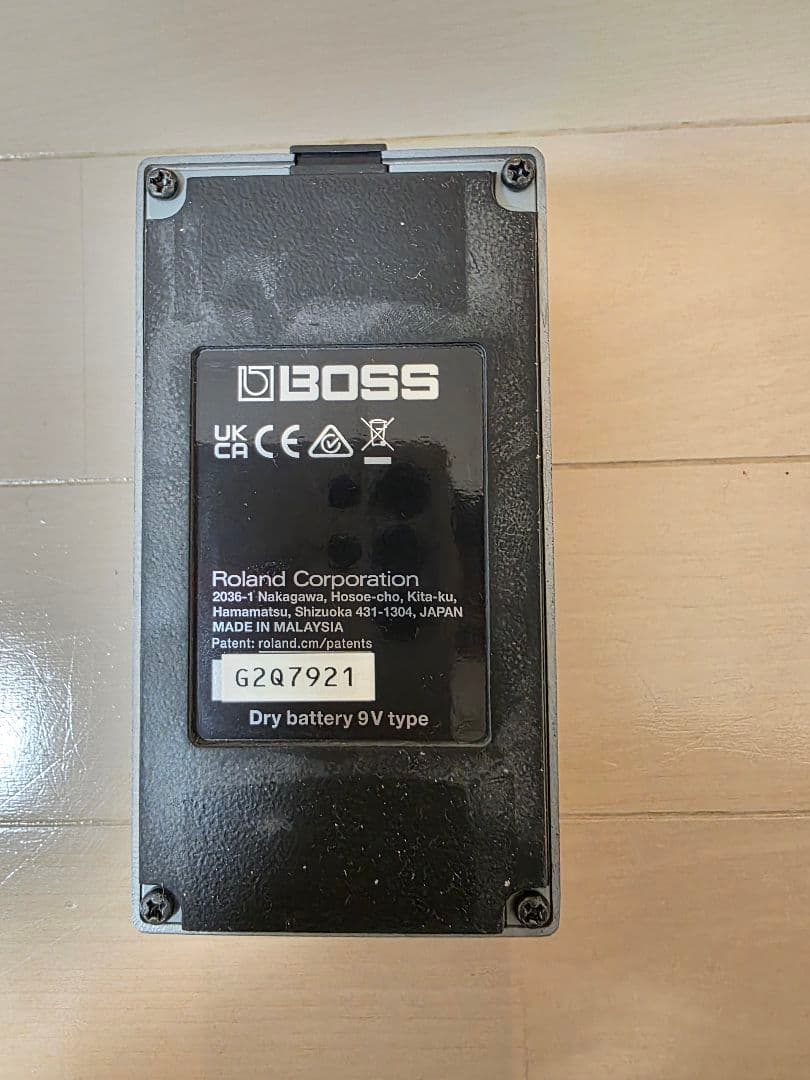 BOSS
UK
CA CE
Roland Corporation
2036-1 Nakagawa, Hosoe-cho, Kita-ku,
Hamamatsu, Shizuoka 431-1304, JAPAN
MADE IN MALAYSIA
Patent: roland.cm/patents
G2Q7921
Dry battery 9V type